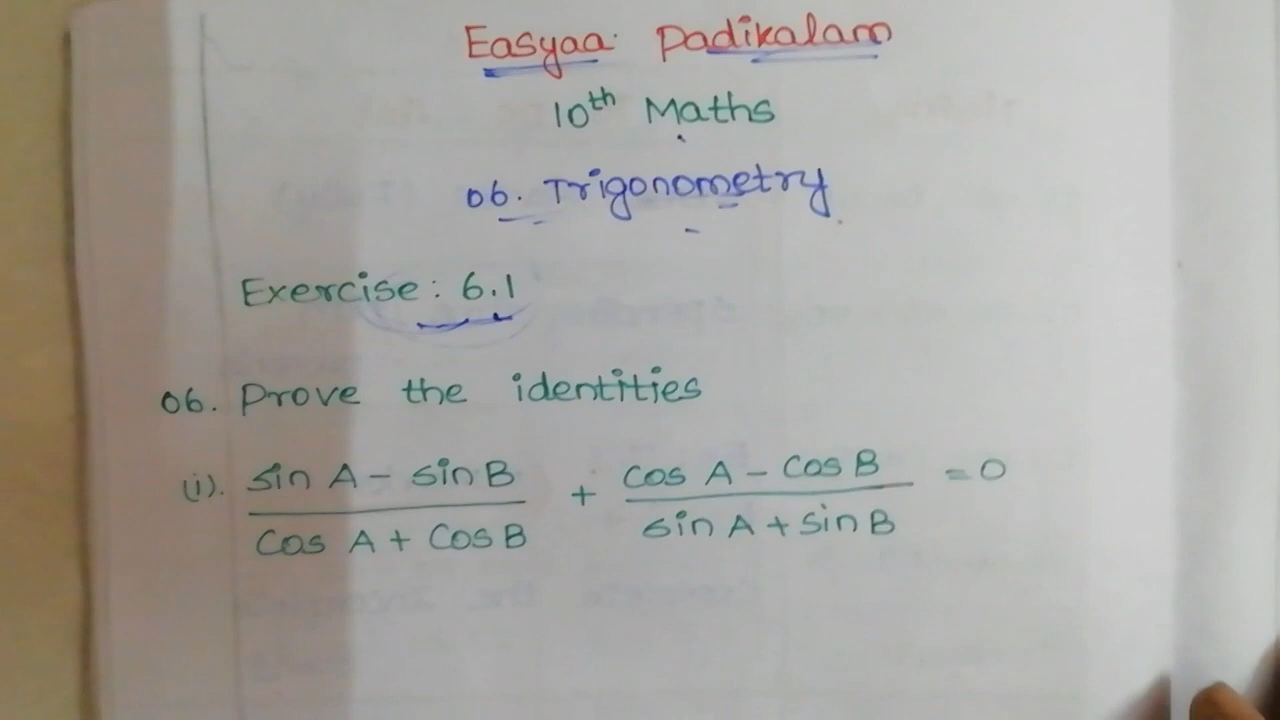 Easyaa Padikalam
10th Maths
06. Trigonometry
Exercise: 6.1
06. Prove the identities
(i). sin A - sin B / cos A + cos B + cos A - cos B / sin A + sin B = 0